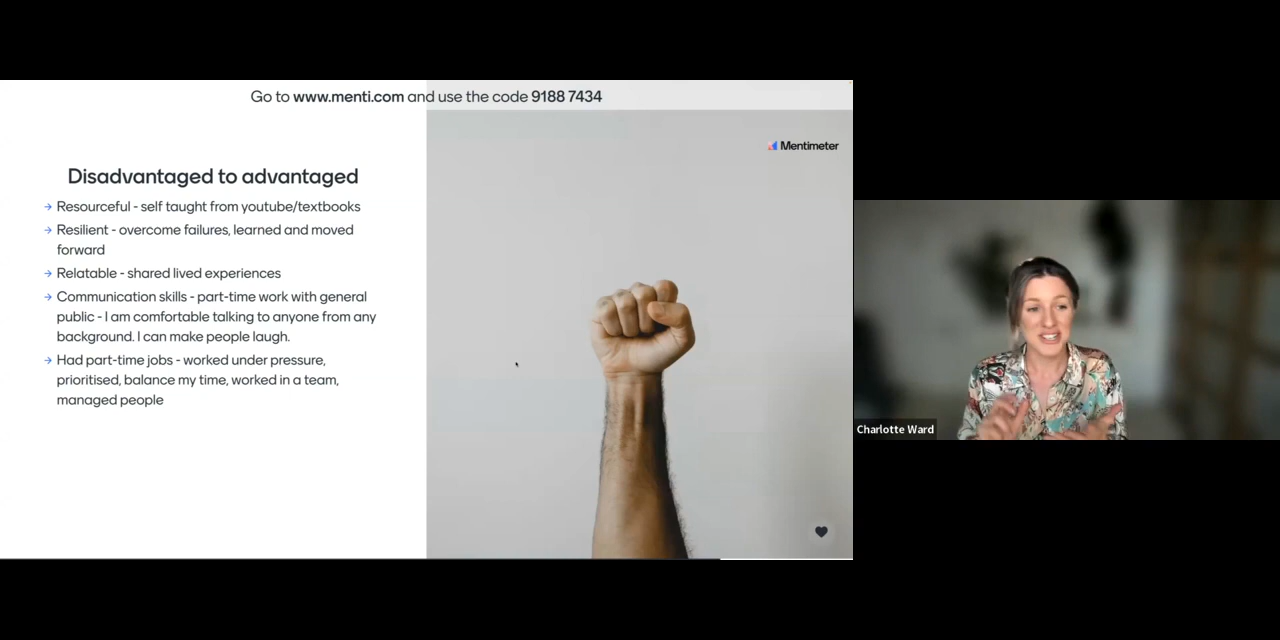 Go to www.menti.com and use the code 9188 7434
Mentimeter
Disadvantaged to advantaged
→ Resourceful - self taught from youtube/textbooks
→ Resilient - overcome failures, learned and moved
forward
→ Relatable - shared lived experiences
→ Communication skills - part-time work with general
public - I am comfortable talking to anyone from any
background. I can make people laugh.
→ Had part-time jobs - worked under pressure,
prioritised, balance my time, worked in a team,
managed people
Charlotte Ward